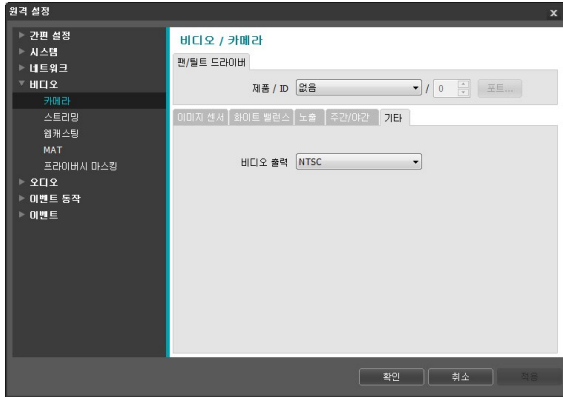 원격 설정
x
간편 설정
시스템
네트워크
비디오
카메라
스트리밍
웹캐스팅
MAT
프라이버시 마스킹
오디오
이벤트 동작
이벤트
비디오 / 카메라
팬/틸트 드라이버
제품 / ID 없음 / 0 포트...
이미지 센서 화이트 밸런스 노출 주간/야간 기타
비디오 출력 NTSC
확인 취소 적용